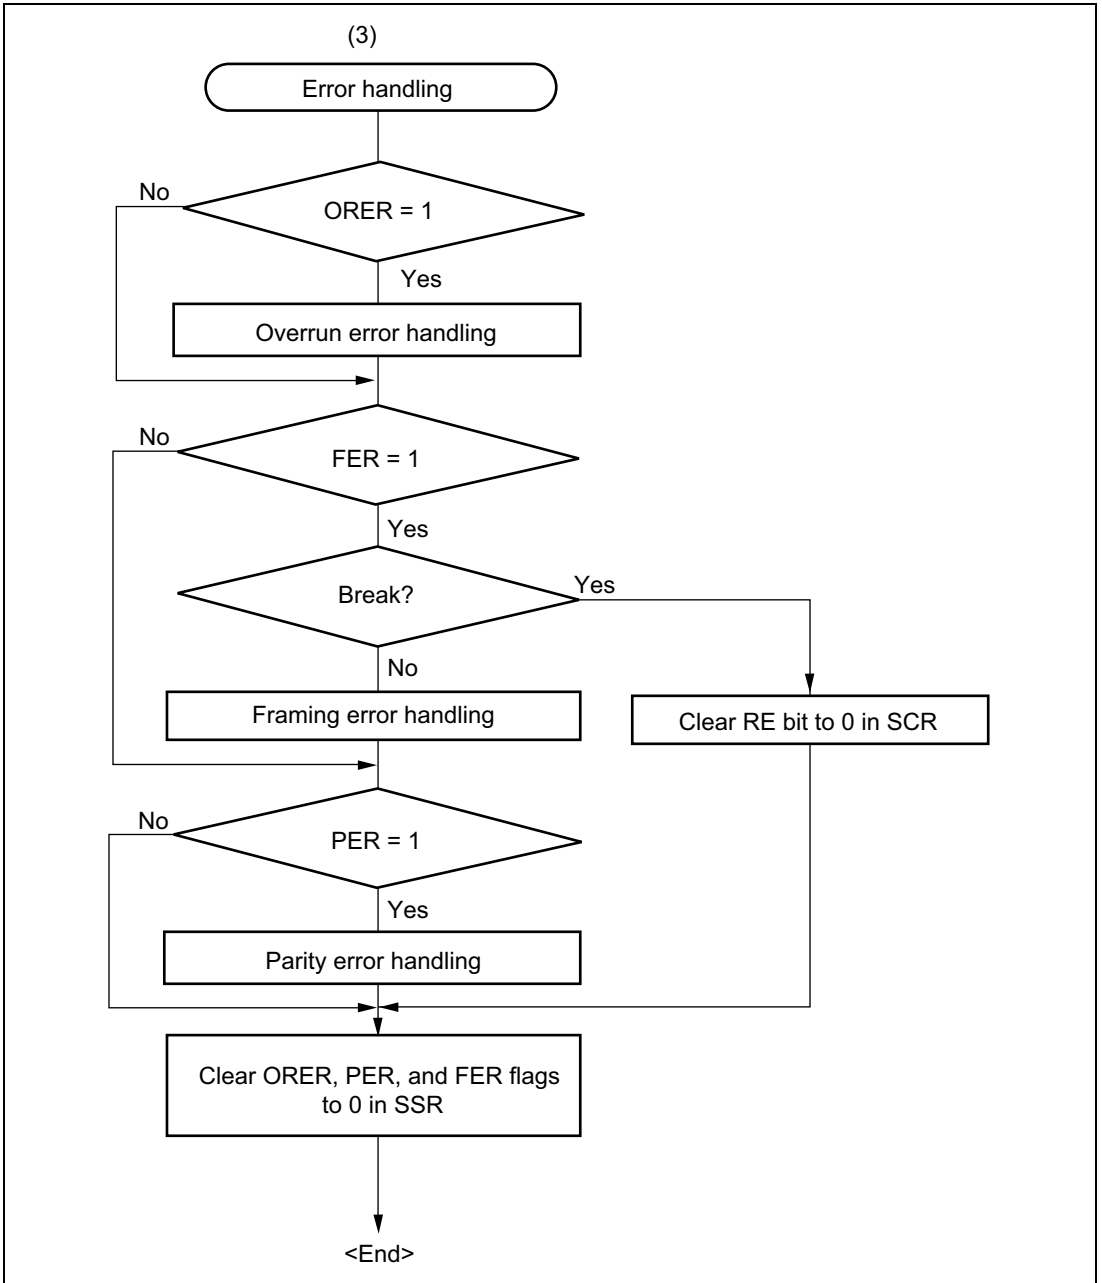 (3)
Error handling
No
ORER = 1
Yes
Overrun error handling
No
FER = 1
Yes
Break?
Yes
No
Framing error handling
Clear RE bit to 0 in SCR
No
PER = 1
Yes
Parity error handling
Clear ORER, PER, and FER flags
to 0 in SSR
<End>